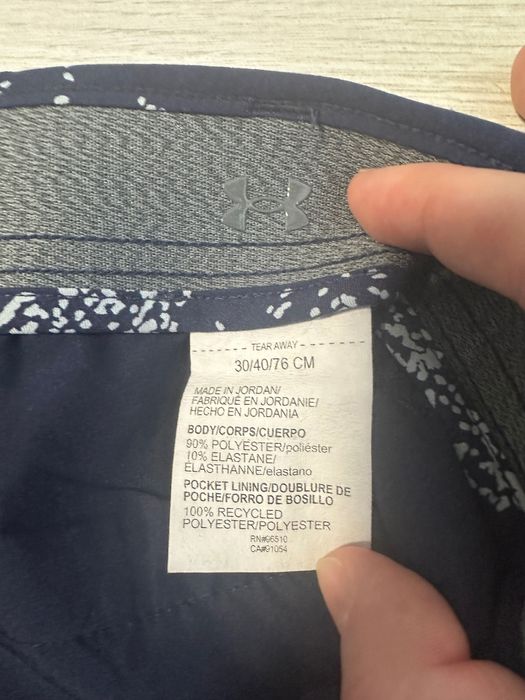 - - - - - - - - - TEAR AWAY - - - - - - - - -
30/40/76 CM
MADE IN JORDAN/
FABRIQUÉ EN JORDANIE/
HECHO EN JORDANIA
BODY/CORPS/CUERPO
90% POLYESTER/poliéster
10% ELASTANE/
ÉLASTHANNE/elastano
POCKET LINING/DOUBLURE DE
POCHE/FORRO DE BOSILLO
100% RECYCLED
POLYESTER/POLYESTER
RN#96510
CA#91054